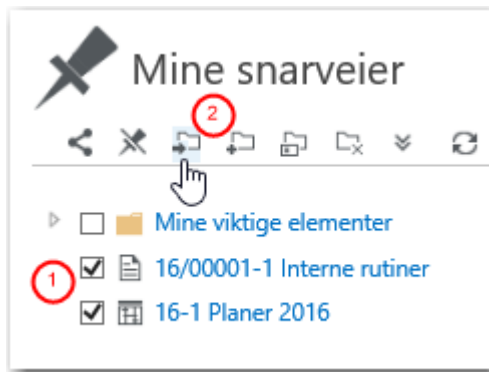 Mine snarveier
2
Mine viktige elementer
1
16/00001-1 Interne rutiner
16-1 Planer 2016